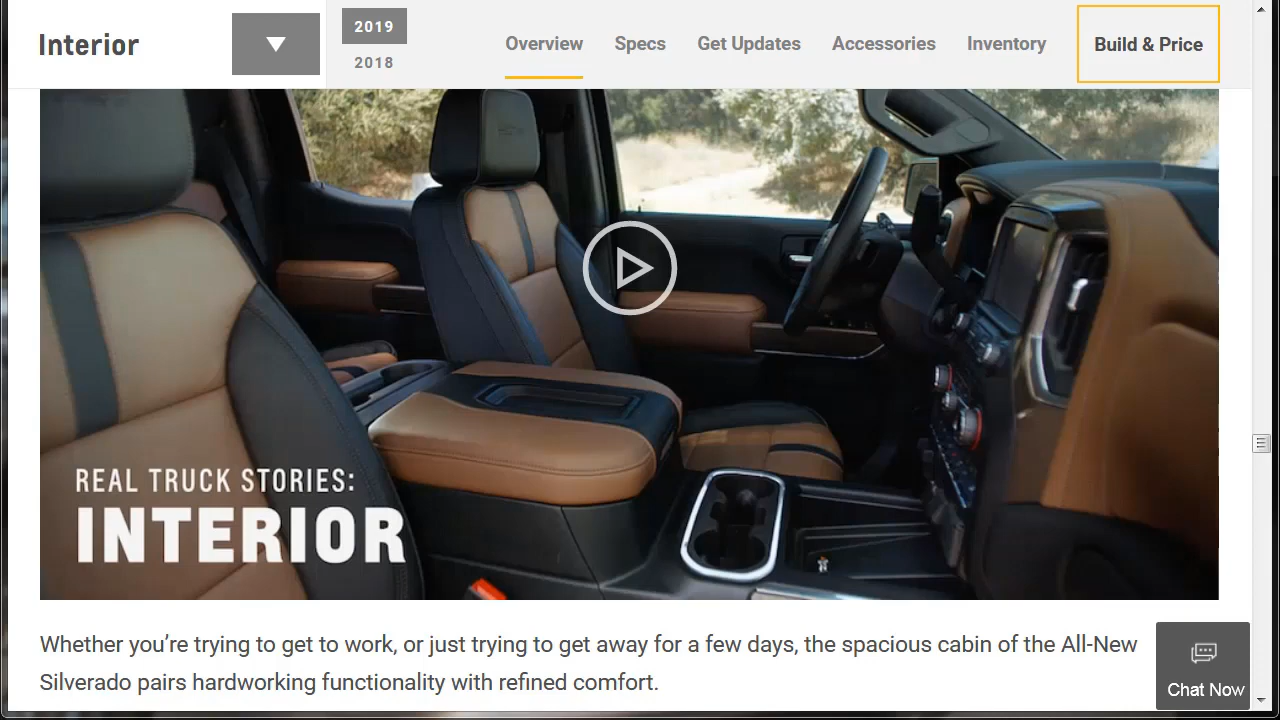 Interior
2019
2018
Overview
Specs
Get Updates
Accessories
Inventory
Build & Price
REAL TRUCK STORIES:
INTERIOR
Whether you’re trying to get to work, or just trying to get away for a few days, the spacious cabin of the All-New
Silverado pairs hardworking functionality with refined comfort.
Chat Now